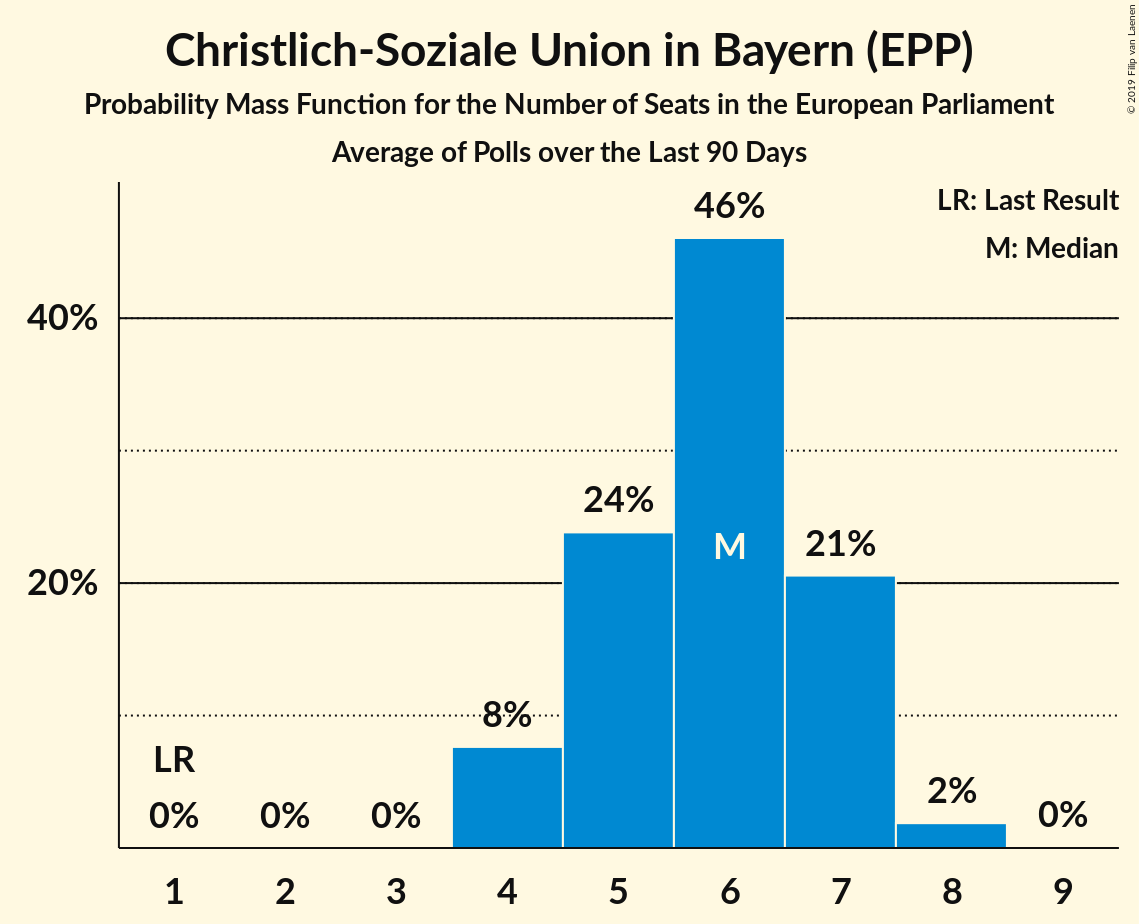 Christlich-Soziale Union in Bayern (EPP)
Probability Mass Function for the Number of Seats in the European Parliament
Average of Polls over the Last 90 Days
© 2019 Filip van Laenen
LR: Last Result
M: Median
46%
40%
24%
M
21%
20%
8%
LR
2%
0% 0% 0% 0%
1 2 3 4 5 6 7 8 9